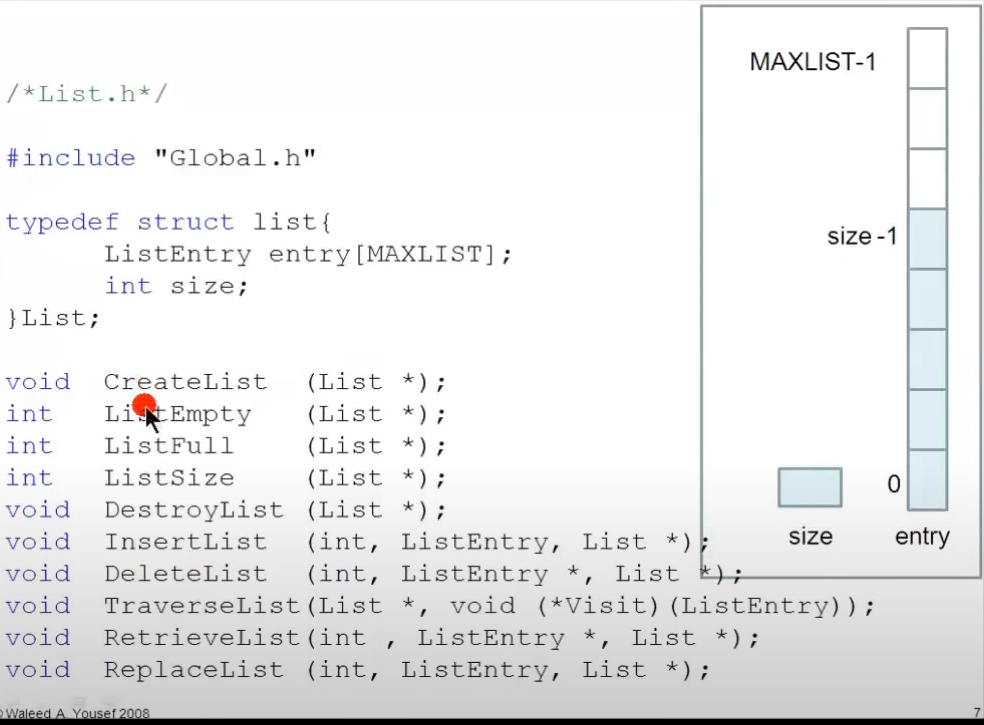 /*List.h*/
#include "Global.h"
typedef struct list{
ListEntry entry[MAXLIST];
int size;
}List;
void CreateList (List *);
int ListEmpty (List *);
int ListFull (List *);
int ListSize (List *);
void DestroyList (List *);
void InsertList (int, ListEntry, List *);
void DeleteList (int, ListEntry *, List *);
void TraverseList(List *, void (*Visit)(ListEntry));
void RetrieveList(int , ListEntry *, List *);
void ReplaceList (int, ListEntry, List *);
MAXLIST-1
size -1
0
size
entry
©Waleed A. Yousef 2008
7